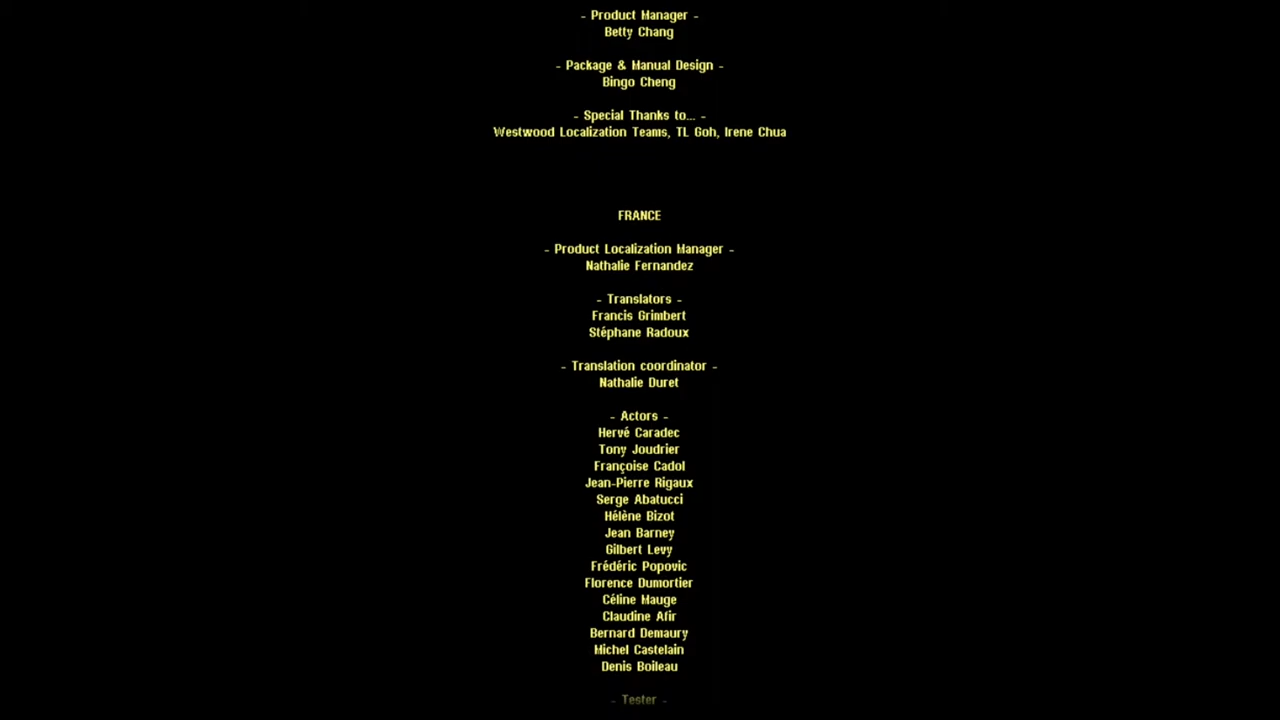 - Product Manager -
Betty Chang
- Package & Manual Design -
Bingo Cheng
- Special Thanks to... -
Westwood Localization Teams, TL Goh, Irene Chua
FRANCE
- Product Localization Manager -
Nathalie Fernandez
- Translators -
Francis Grimbert
Stéphane Radoux
- Translation coordinator -
Nathalie Duret
- Actors -
Hervé Caradec
Tony Joudrier
Françoise Cadol
Jean-Pierre Rigaux
Serge Abatucci
Hélène Bizot
Jean Barney
Gilbert Levy
Frédéric Popovic
Florence Dumortier
Céline Mauge
Claudine Afir
Bernard Demaury
Michel Castelain
Denis Boileau
- Tester -